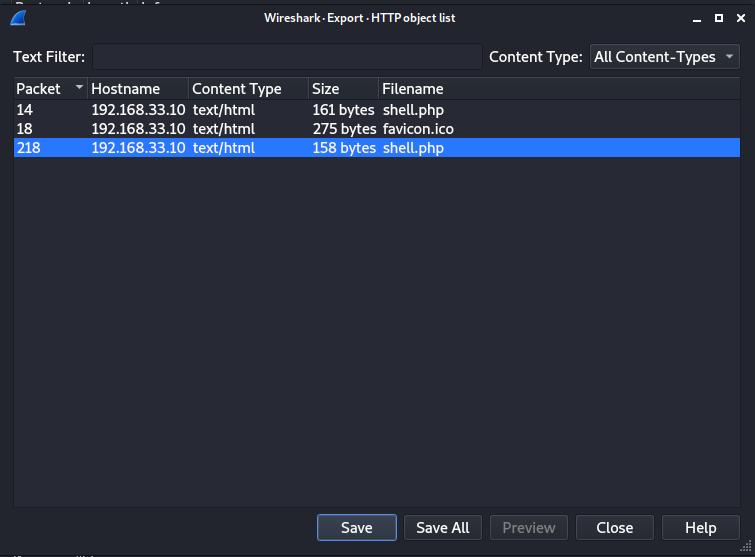 Wireshark · Export · HTTP object list
Text Filter: Content Type: All Content-Types
Packet Hostname Content Type Size Filename
14 192.168.33.10 text/html 161 bytes shell.php
18 192.168.33.10 text/html 275 bytes favicon.ico
218 192.168.33.10 text/html 158 bytes shell.php
Save Save All Preview Close Help